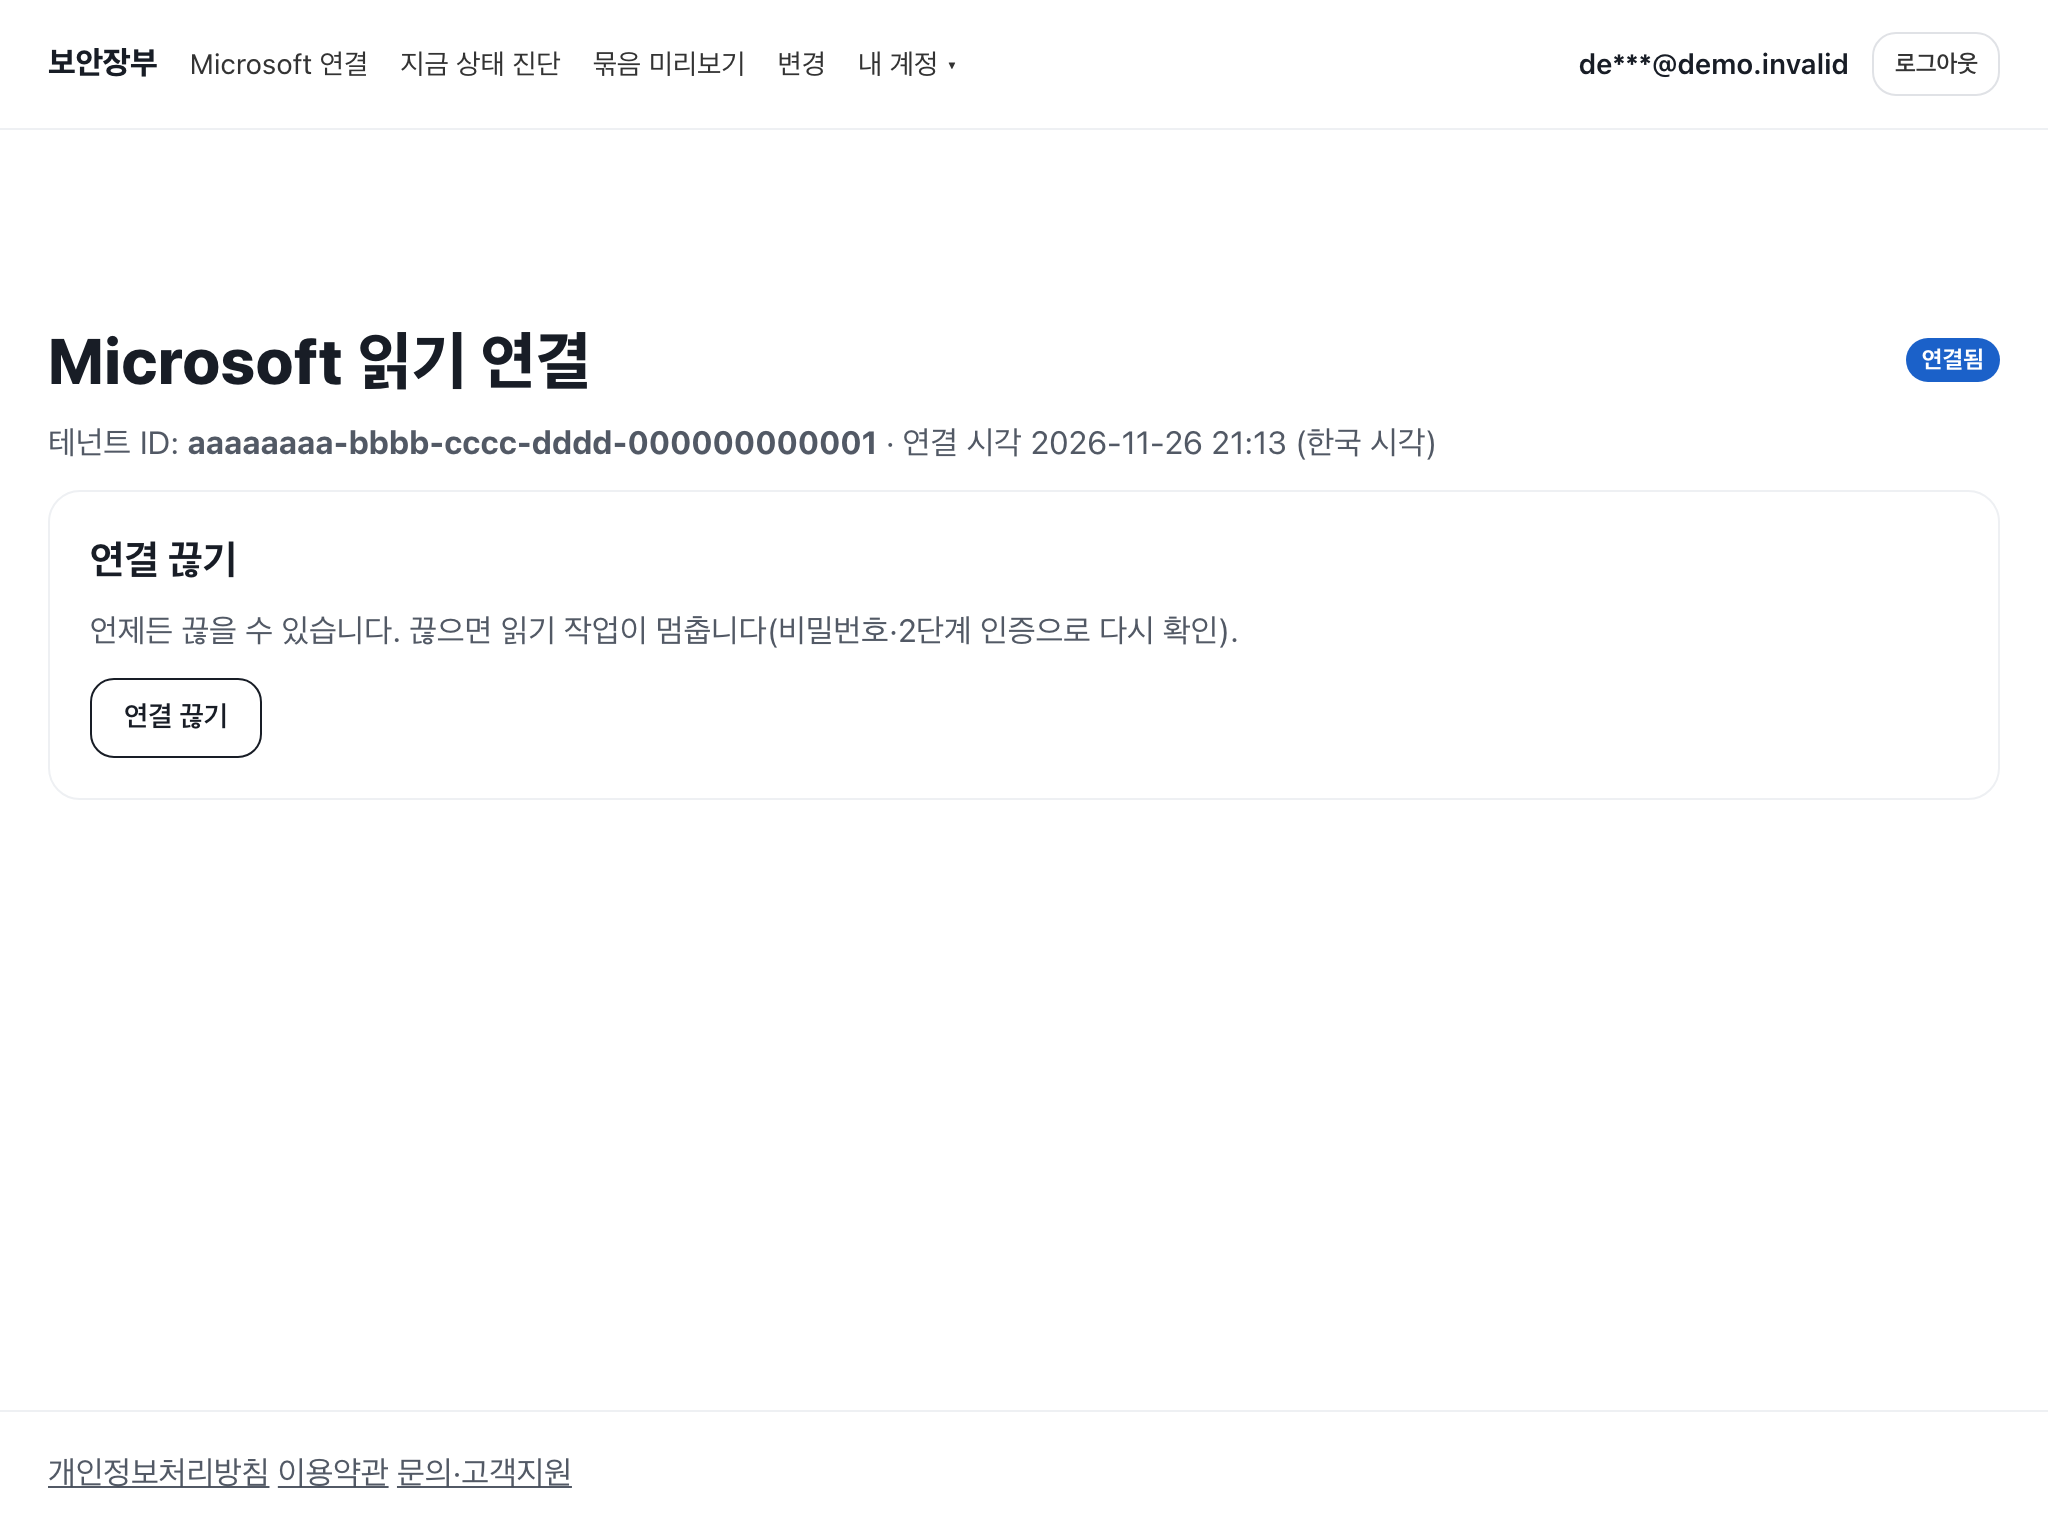 보안장부 Microsoft 연결 지금 상태 진단 묶음 미리보기 변경 내 계정 ▾ de***@demo.invalid 로그아웃
Microsoft 읽기 연결 연결됨
테넌트 ID: aaaaaaaa-bbbb-cccc-dddd-000000000001 · 연결 시각 2026-11-26 21:13 (한국 시각)
연결 끊기
언제든 끊을 수 있습니다. 끊으면 읽기 작업이 멈춥니다(비밀번호·2단계 인증으로 다시 확인).
연결 끊기
개인정보처리방침 이용약관 문의·고객지원